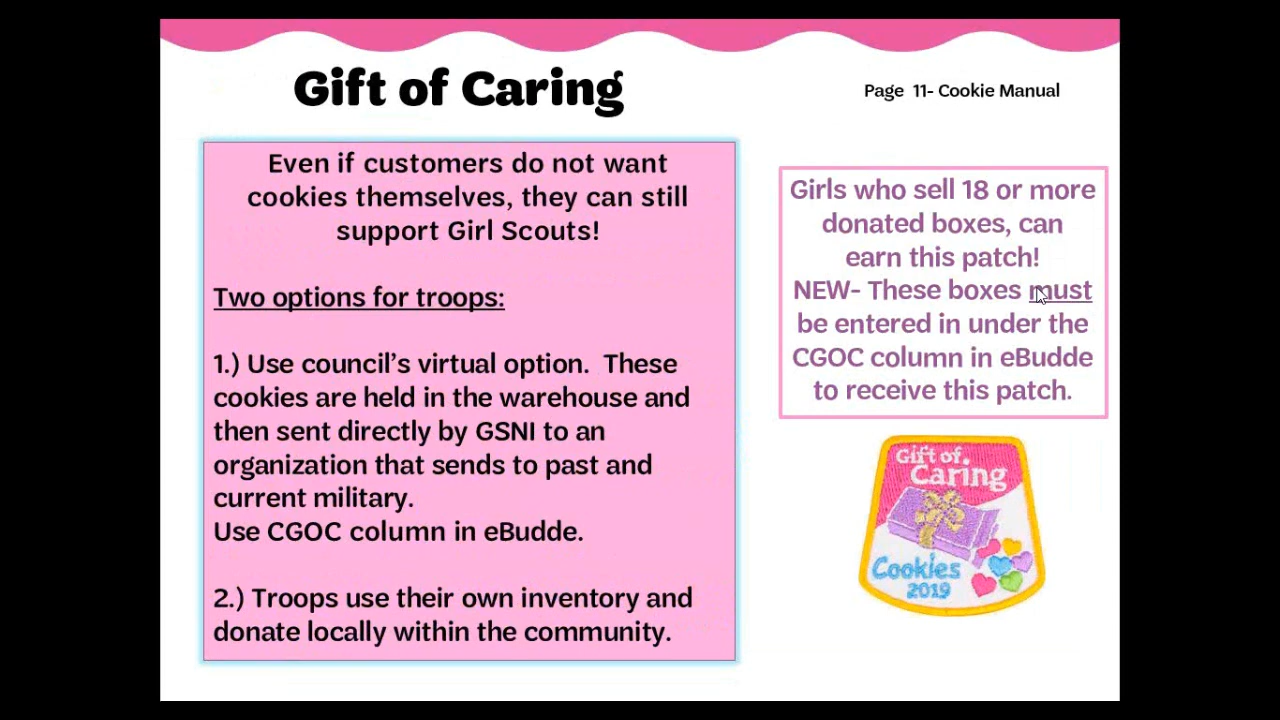 Gift of Caring
Page 11- Cookie Manual
Even if customers do not want
cookies themselves, they can still
support Girl Scouts!
Two options for troops:
1.) Use council’s virtual option. These
cookies are held in the warehouse and
then sent directly by GSNI to an
organization that sends to past and
current military.
Use CGOC column in eBudde.
2.) Troops use their own inventory and
donate locally within the community.
Girls who sell 18 or more
donated boxes, can
earn this patch!
NEW- These boxes must
be entered in under the
CGOC column in eBudde
to receive this patch.
Gift of
Caring
Cookies
2019